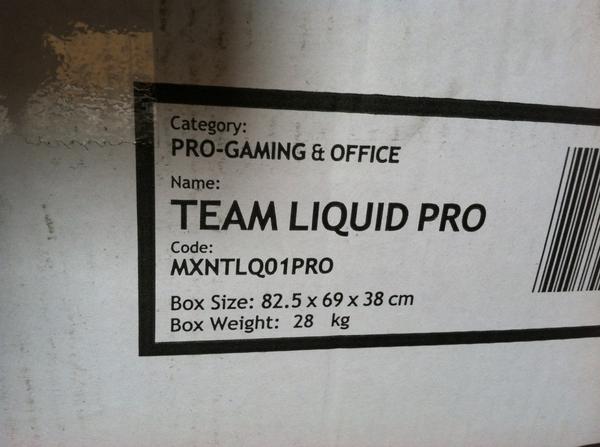 Category:
PRO-GAMING & OFFICE
Name:
TEAM LIQUID PRO
Code:
MXNTLQ01PRO
Box Size: 82.5 x 69 x 38 cm
Box Weight: 28 kg